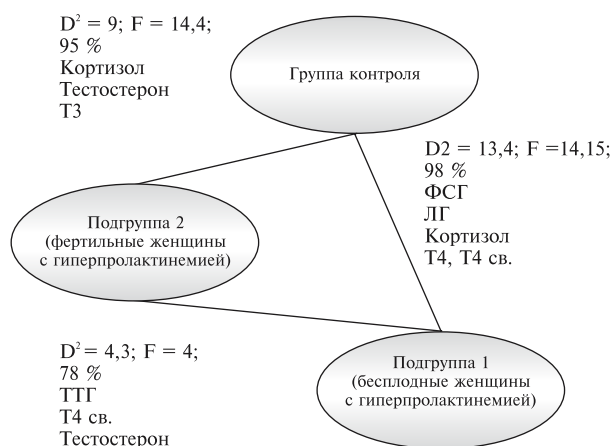 D² = 9; F = 14,4;
95 %
Кортизол
Тестостерон
Т3
Группа контроля
D2 = 13,4; F =14,15;
98 %
ФСГ
ЛГ
Кортизол
Т4, Т4 св.
Подгруппа 2
(фертильные женщины
с гиперпролактинемией)
D² = 4,3; F = 4;
78 %
ТТГ
Т4 св.
Тестостерон
Подгруппа 1
(бесплодные женщины
с гиперпролактинемией)